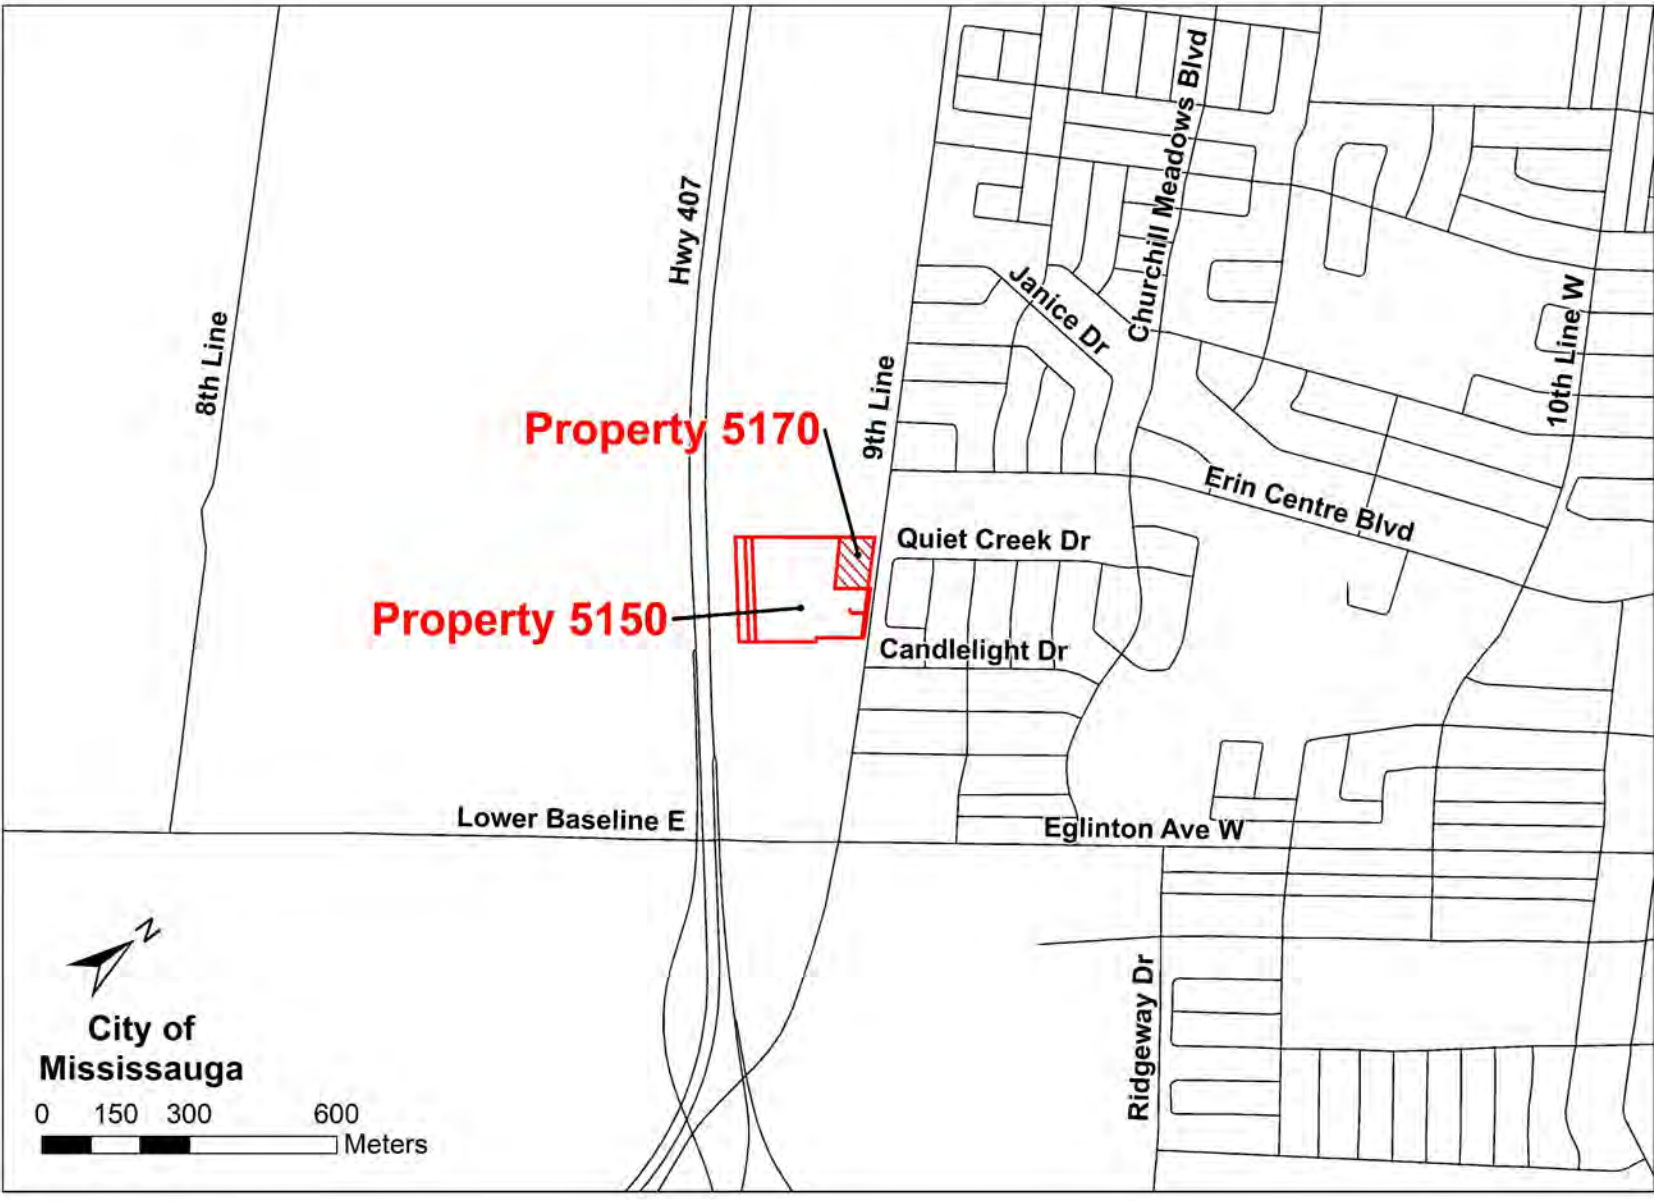 Churchill Meadows Blvd
Hwy 407
Janice Dr
8th Line
9th Line
10th Line W
Property 5170
Erin Centre Blvd
Quiet Creek Dr
Property 5150
Candlelight Dr
Lower Baseline E
Eglinton Ave W
N
Ridgeway Dr
City of
Mississauga
0 150 300 600
Meters